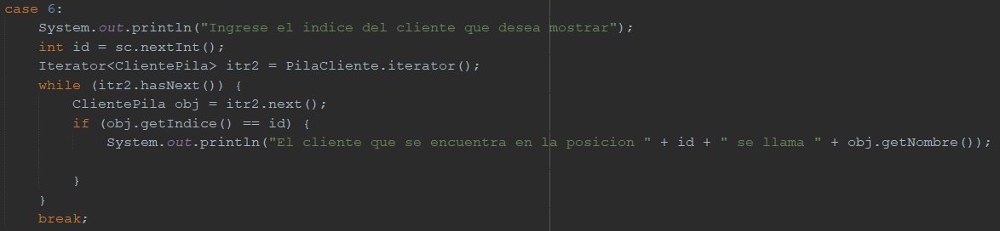 case 6:
System.out.println("Ingrese el indice del cliente que desea mostrar");
int id = sc.nextInt();
Iterator<ClientePila> itr2 = PilaCliente.iterator();
while (itr2.hasNext()) {
ClientePila obj = itr2.next();
if (obj.getIndice() == id) {
System.out.println("El cliente que se encuentra en la posicion " + id + " se llama " + obj.getNombre());
}
}
break;